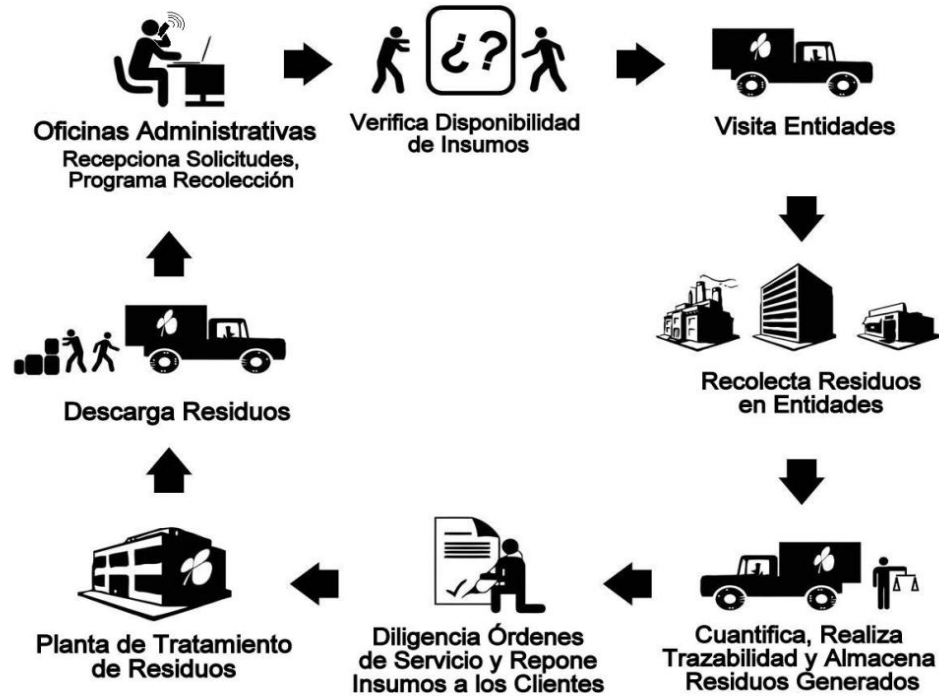 Oficinas Administrativas
Recepciona Solicitudes,
Programa Recolección
¿?
Verifica Disponibilidad
de Insumos
Visita Entidades
Recolecta Residuos
en Entidades
Cuantifica, Realiza
Trazabilidad y Almacena
Residuos Generados
Diligencia Órdenes
de Servicio y Repone
Insumos a los Clientes
Planta de Tratamiento
de Residuos
Descarga Residuos